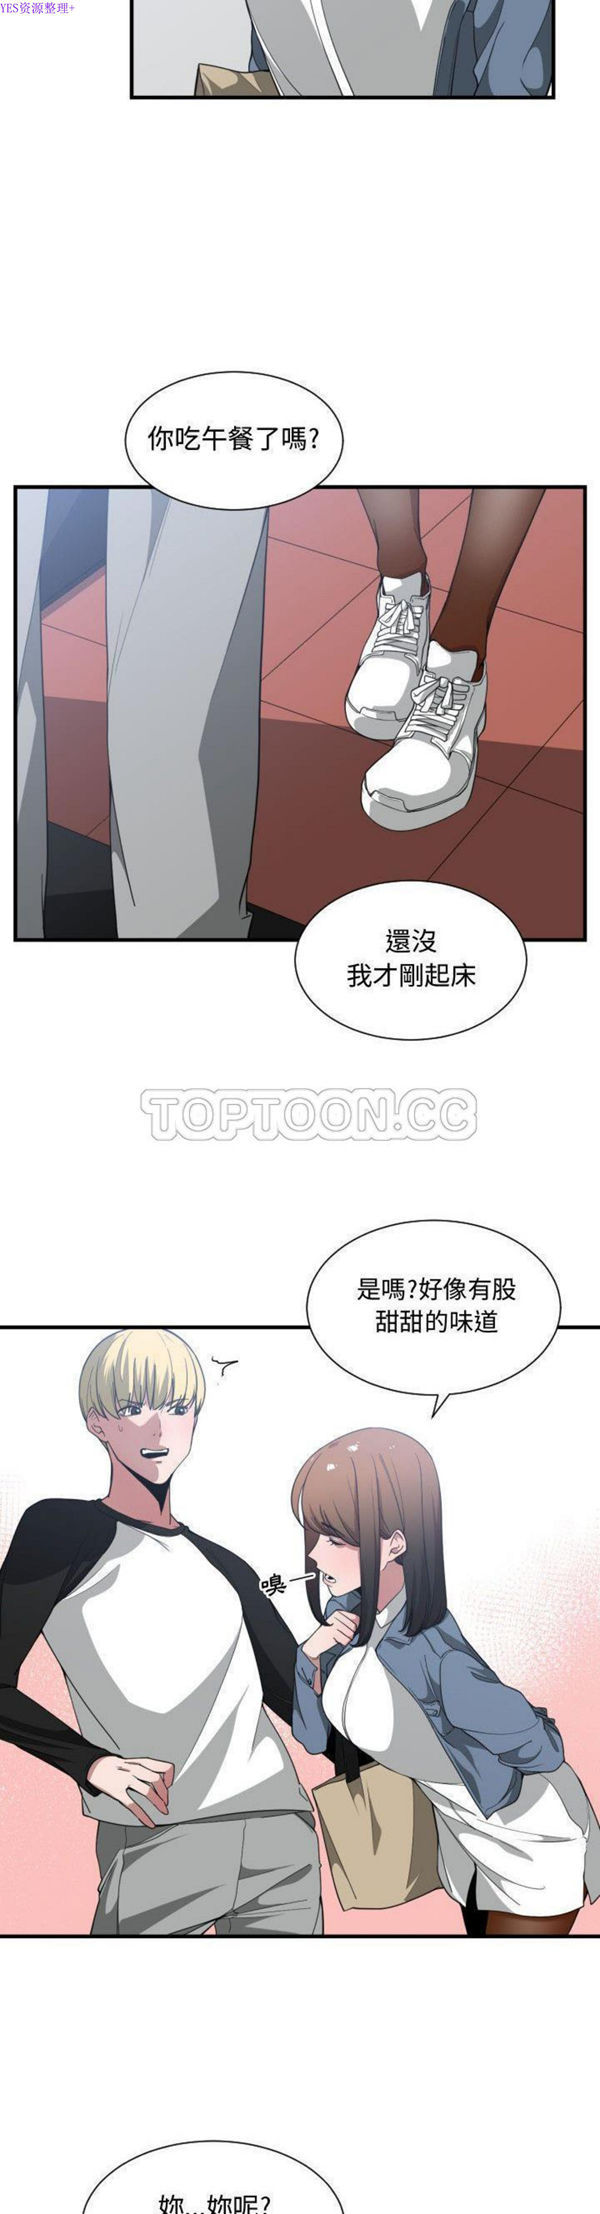 YES资源整理+
你吃午餐了嗎?
還沒
我才剛起床
TOPTOON.CC
是嗎?好像有股
甜甜的味道
嗅
妳...妳呢?